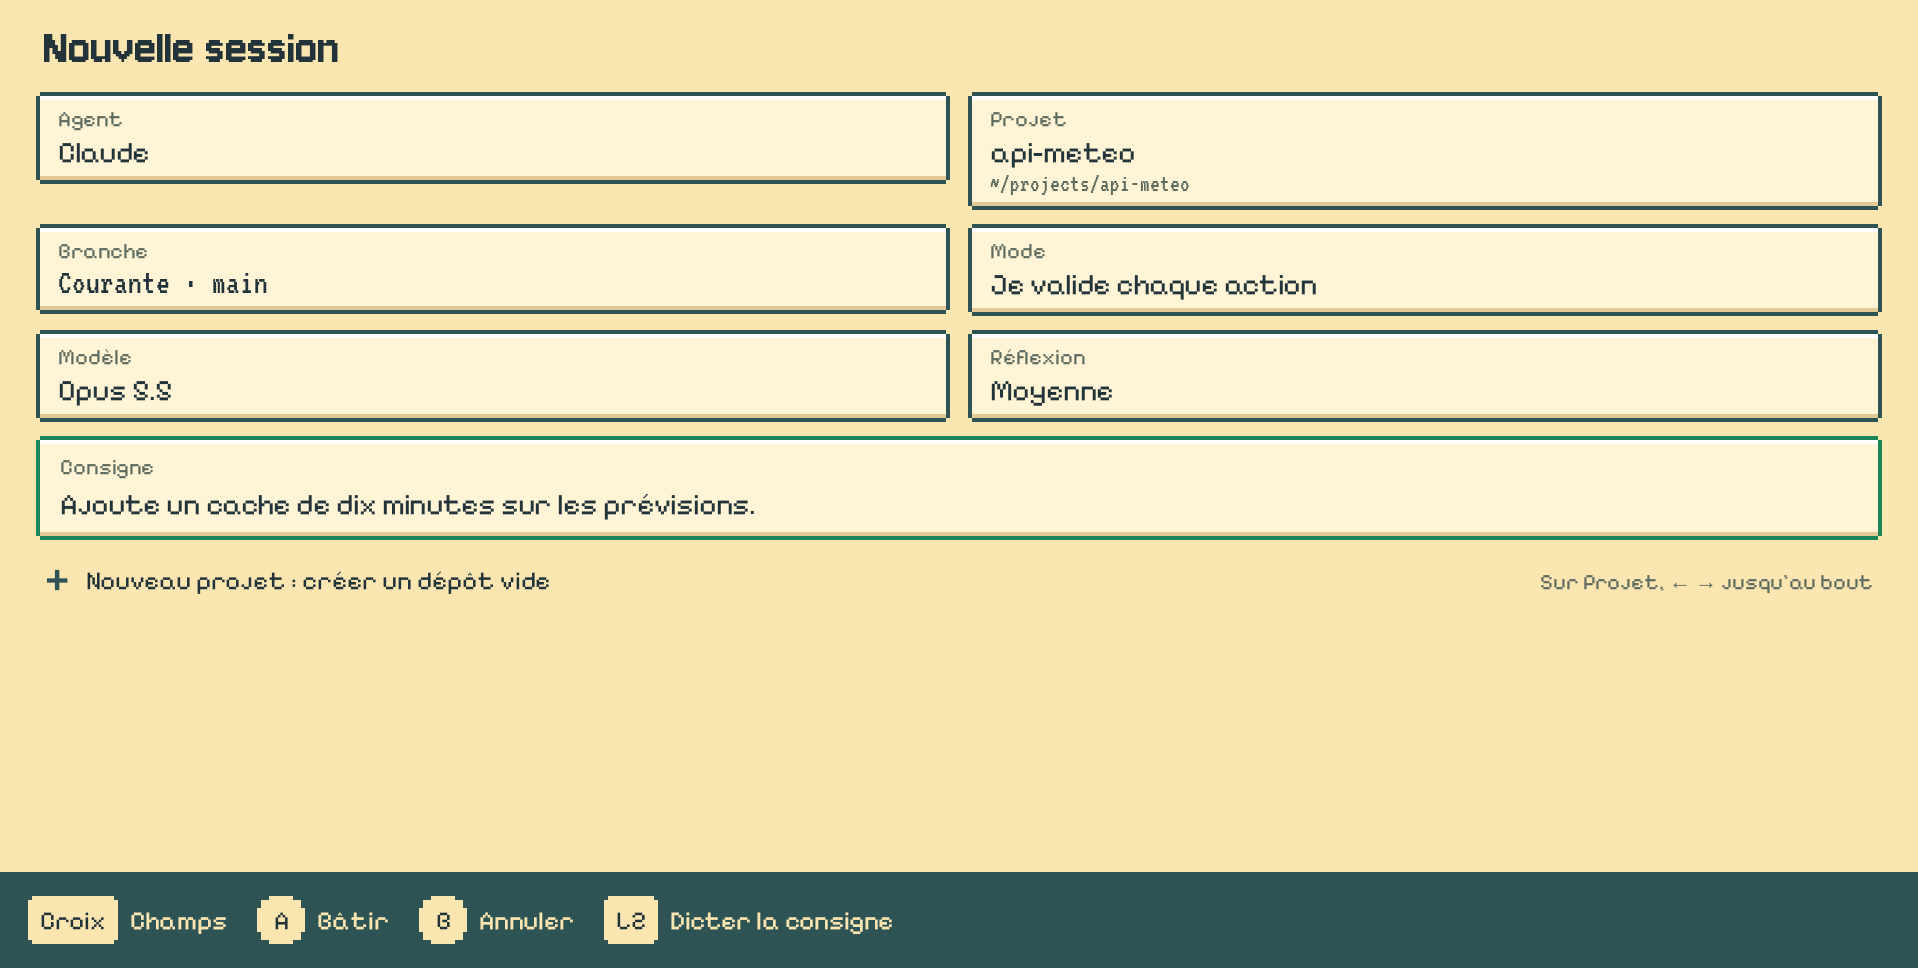 Nouvelle session
Agent
Claude
Projet
api-meteo
~/projects/api-meteo
Branche
Courante · main
Mode
Je valide chaque action
Modèle
Opus
Réflexion
Moyenne
Consigne
Ajoute un cache de dix minutes sur les prévisions.
+ Nouveau projet : créer un dépôt vide
Sur Projet, ← → jusqu'au bout
Croix Champs A Bâtir B Annuler L2 Dicter la consigne